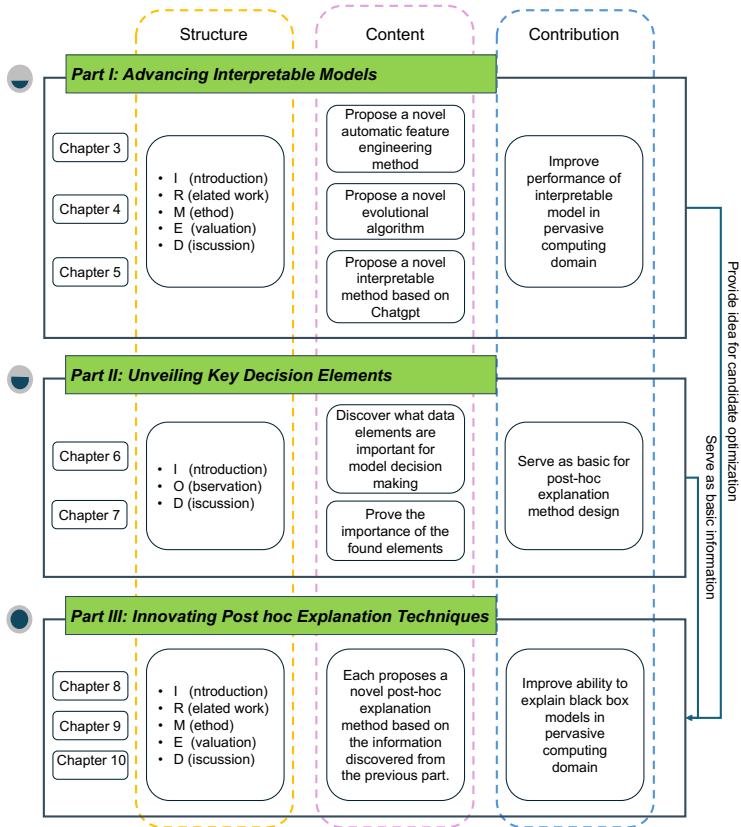 Structure
Content
Contribution
Part I: Advancing Interpretable Models
Chapter 3
Chapter 4
Chapter 5
• I (ntroduction)
• R (elated work)
• M (ethod)
• E (valuation)
• D (iscussion)
Propose a novel
automatic feature
engineering
method
Propose a novel
evolutional
algorithm
Propose a novel
interpretable
method based on
Chatgpt
Improve
performance of
interpretable
model in
pervasive
computing
domain
Part II: Unveiling Key Decision Elements
Chapter 6
Chapter 7
• I (ntroduction)
• O (bservation)
• D (iscussion)
Discover what data
elements are
important for
model decision
making
Prove the
importance of the
found elements
Serve as basic for
post-hoc
explanation
method design
Part III: Innovating Post hoc Explanation Techniques
Chapter 8
Chapter 9
Chapter 10
• I (ntroduction)
• R (elated work)
• M (ethod)
• E (valuation)
• D (iscussion)
Each proposes a
novel post-hoc
explanation
method based on
the information
discovered from
the previous part.
Improve ability to
explain black box
models in
pervasive
computing
domain
Provide idea for candidate optimization
Serve as basic information